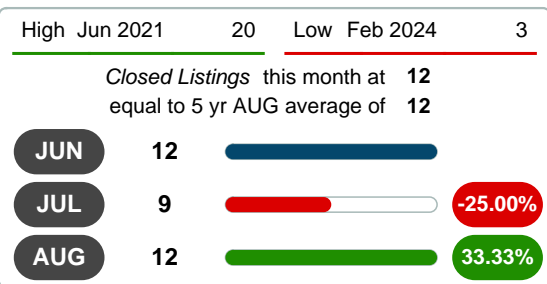 High Jun 2021 20 Low Feb 2024 3
Closed Listings this month at 12
equal to 5 yr AUG average of 12
JUN 12
JUL 9 -25.00%
AUG 12 33.33%